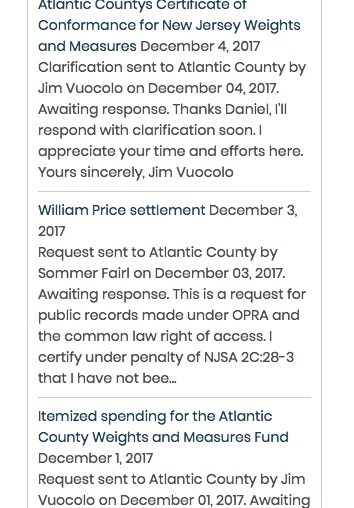 Atlantic Countys Certificate of
Conformance for New Jersey Weights
and Measures December 4, 2017
Clarification sent to Atlantic County by
Jim Vuocolo on December 04, 2017.
Awaiting response. Thanks Daniel, I'll
respond with clarification soon. I
appreciate your time and efforts here.
Yours sincerely, Jim Vuocolo
William Price settlement December 3,
2017
Request sent to Atlantic County by
Sommer Fairl on December 03, 2017.
Awaiting response. This is a request for
public records made under OPRA and
the common law right of access. I
certify under penalty of NJSA 2C:28-3
that I have not bee...
Itemized spending for the Atlantic
County Weights and Measures Fund
December 1, 2017
Request sent to Atlantic County by Jim
Vuocolo on December 01, 2017. Awaiting